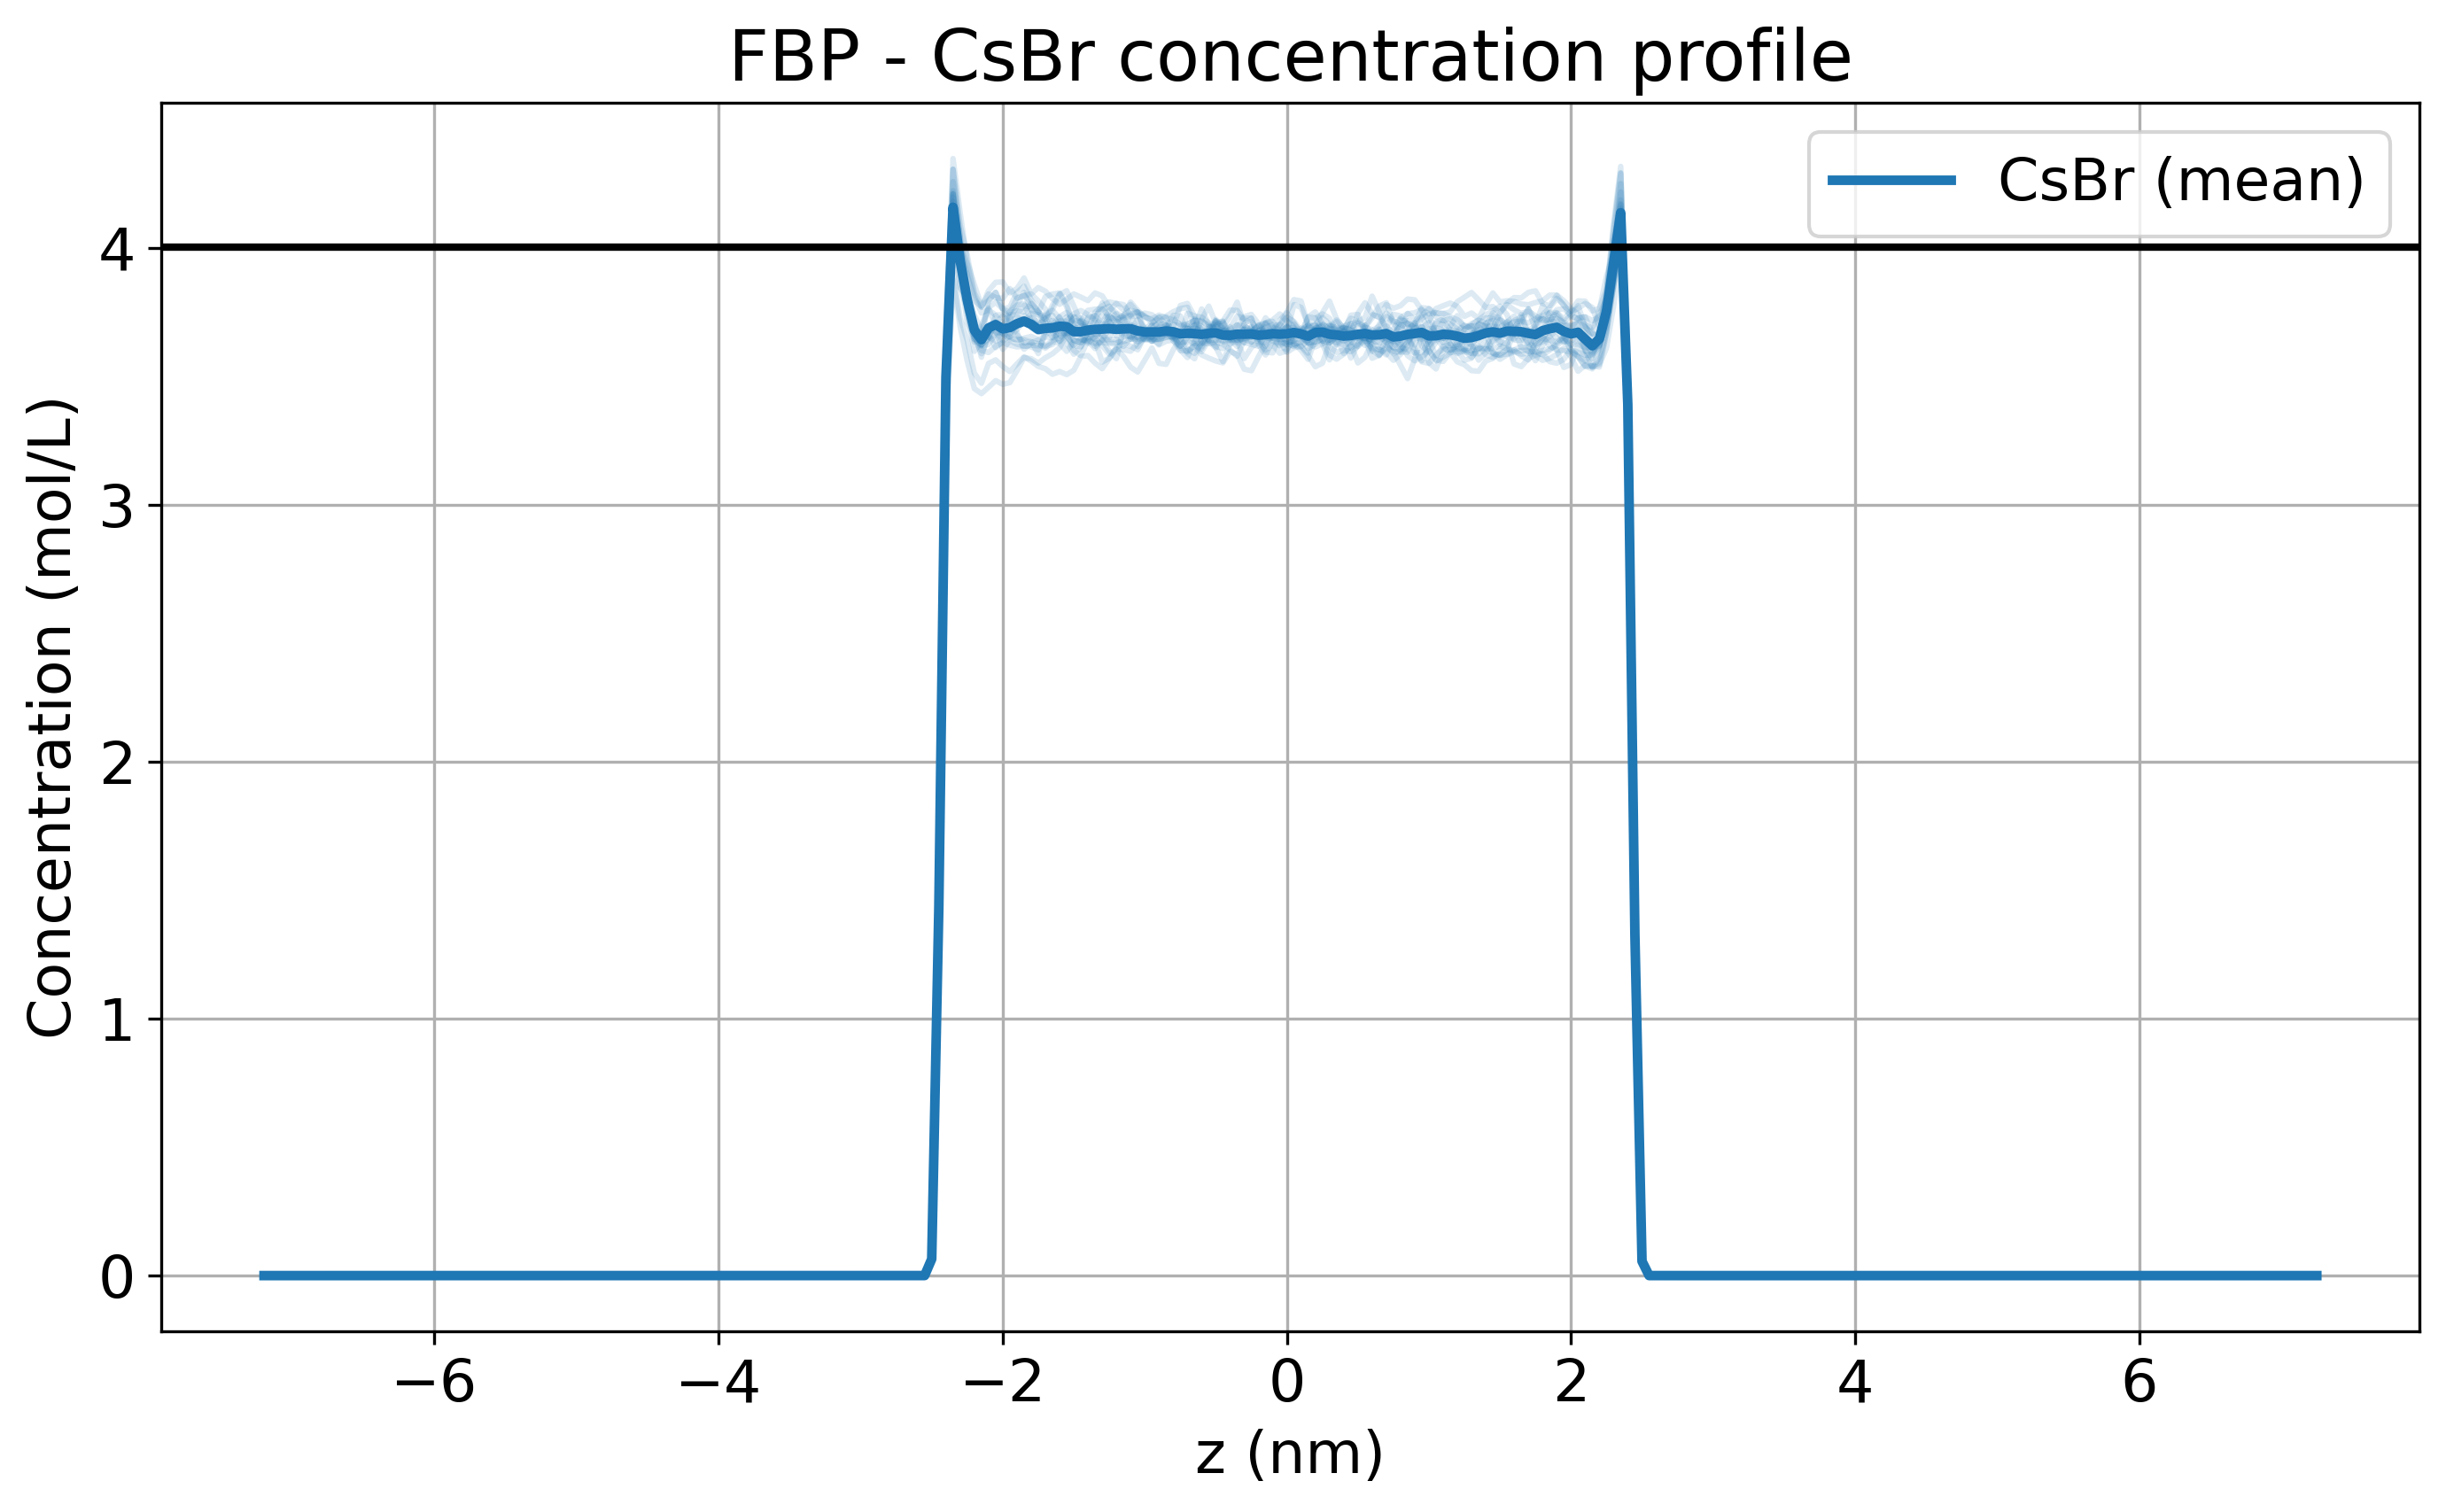 FBP - CsBr concentration profile
CsBr (mean)
Concentration (mol/L)
4
3
2
1
0
−6 −4 −2 0 2 4 6
z (nm)